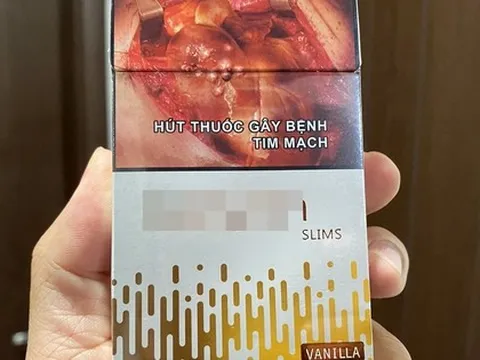 HÚT THUỐC GÂY BỆNH
TIM MẠCH
SLIMS
VANILLA